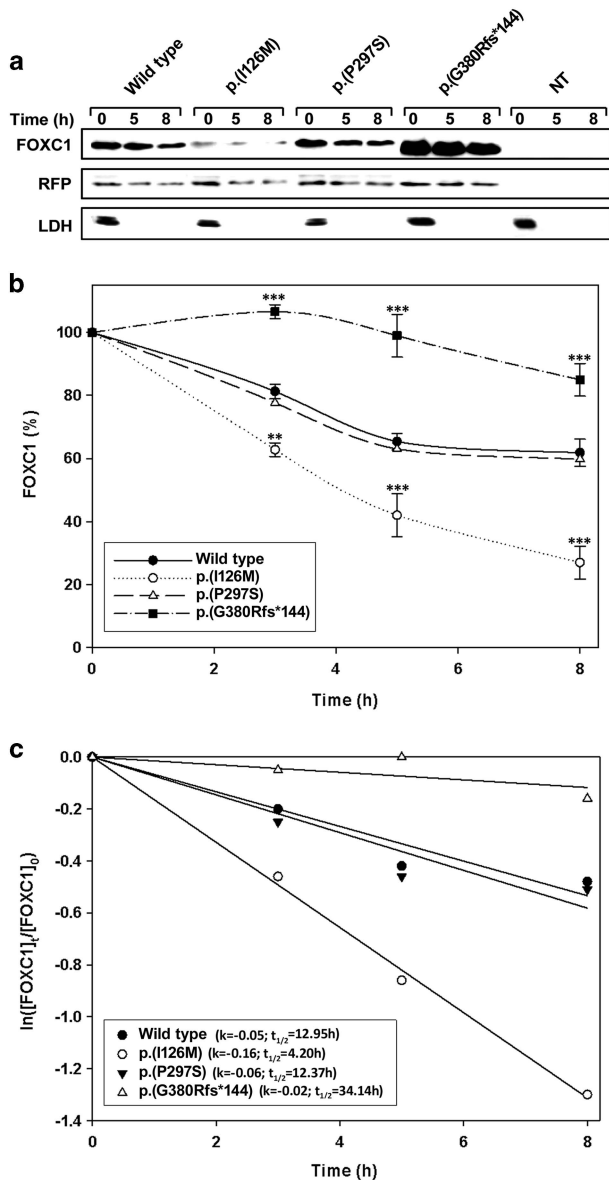 a
Wild type p.(I126M) p.(P297S) p.(G380Rfs*144) NT
Time (h) 0 5 8 0 5 8 0 5 8 0 5 8 0 5 8
FOXC1
RFP
LDH
b
FOXC1 (%)
100
80
60
40
20
0
***
***
***
**
***
***
Wild type
p.(I126M)
p.(P297S)
p.(G380Rfs*144)
0 2 4 6 8
Time (h)
c
ln([FOXC1]t/[FOXC1]0)
0.0
-0.2
-0.4
-0.6
-0.8
-1.0
-1.2
-1.4
Wild type (k=-0.05; t1/2=12.95h)
p.(I126M) (k=-0.16; t1/2=4.20h)
p.(P297S) (k=-0.06; t1/2=12.37h)
p.(G380Rfs*144) (k=-0.02; t1/2=34.14h)
0 2 4 6 8
Time (h)